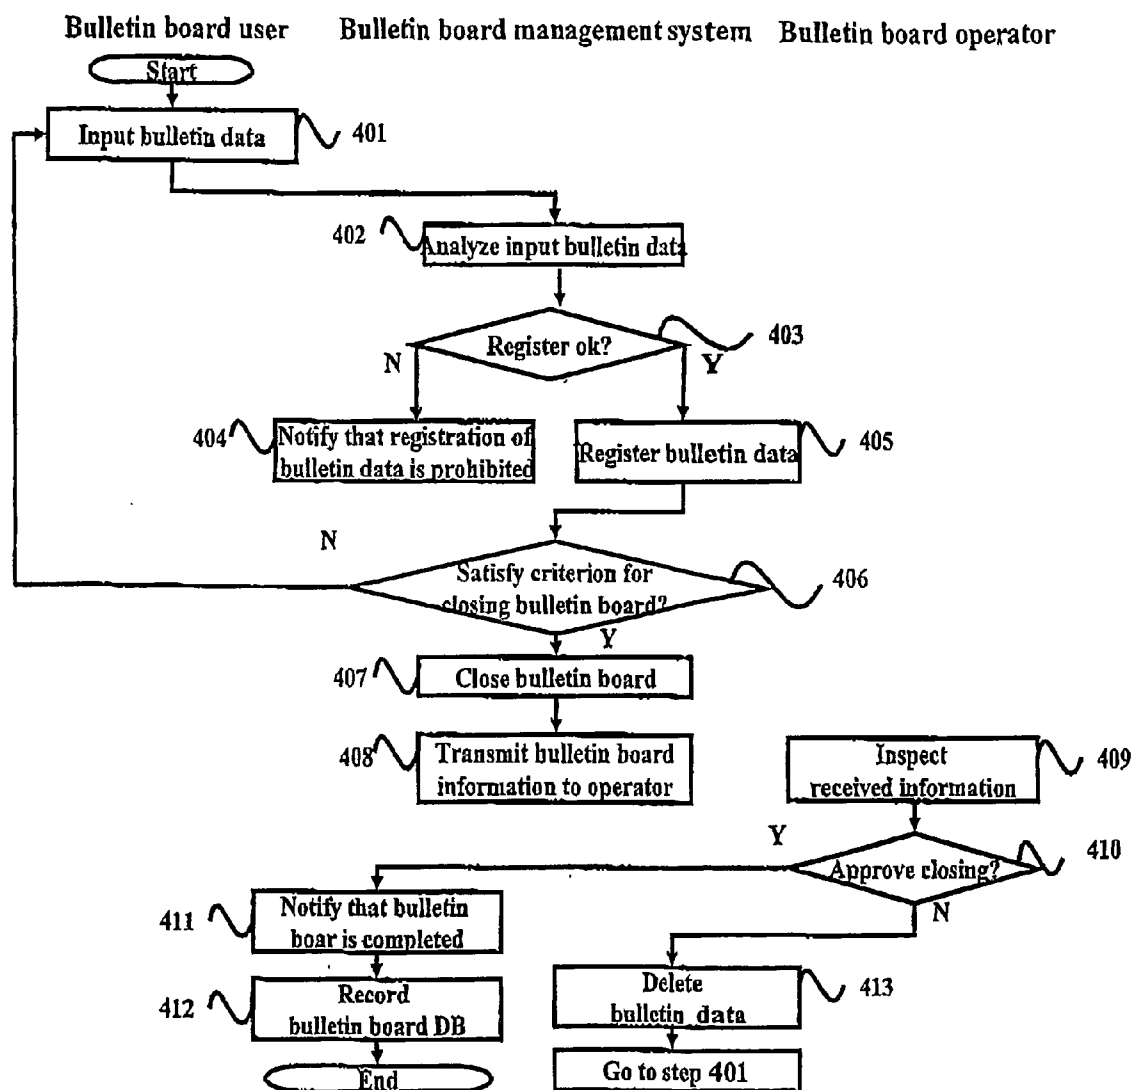 Bulletin board user
Bulletin board management system
Bulletin board operator
Start
Input bulletin data
401
402
Analyze input bulletin data
403
Register ok?
N
Y
404
Notify that registration of
bulletin data is prohibited
Register bulletin data
405
N
Satisfy criterion for
closing bulletin board?
406
Y
407
Close bulletin board
408
Transmit bulletin board
information to operator
Inspect
received information
409
Y
Approve closing?
410
N
411
Notify that bulletin
boar is completed
Delete
bulletin data
413
412
Record
bulletin board DB
Go to step 401
End